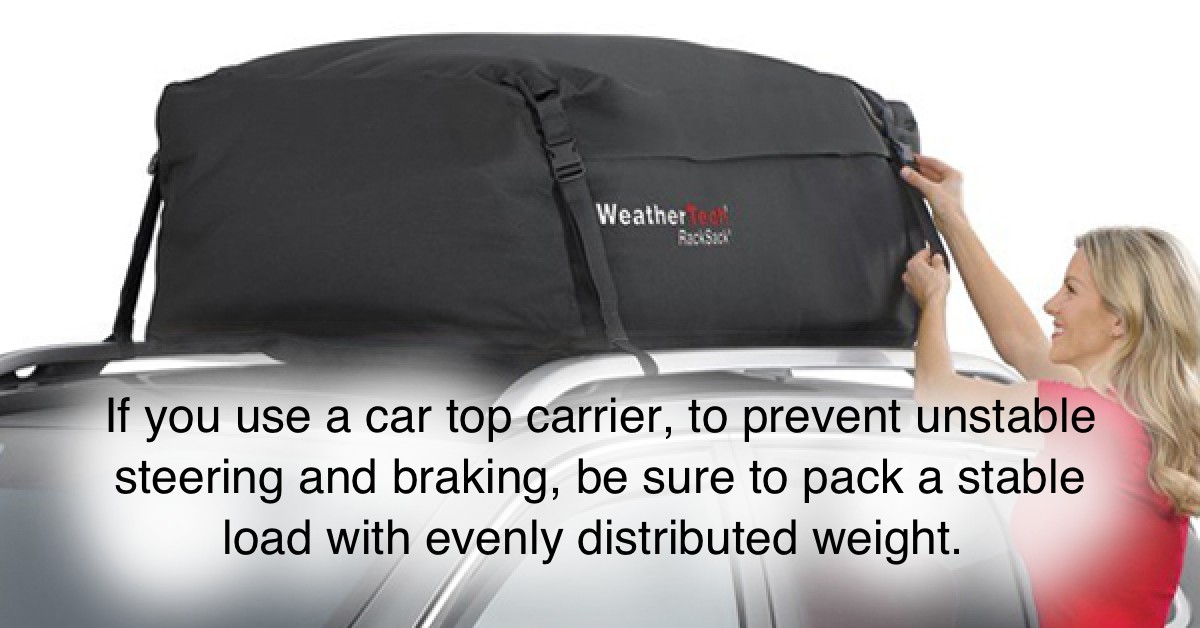 WeatherTech®
RackSack®
If you use a car top carrier, to prevent unstable
steering and braking, be sure to pack a stable
load with evenly distributed weight.